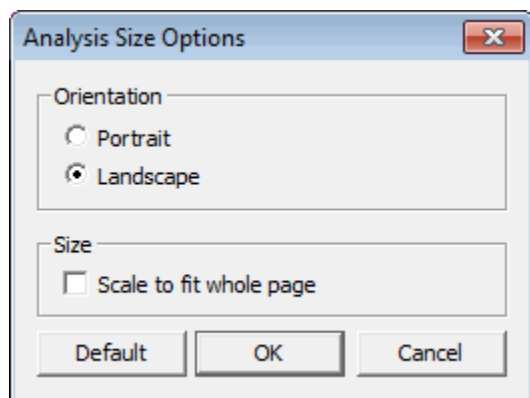 Analysis Size Options
Orientation
Portrait
Landscape
Size
Scale to fit whole page
Default OK Cancel